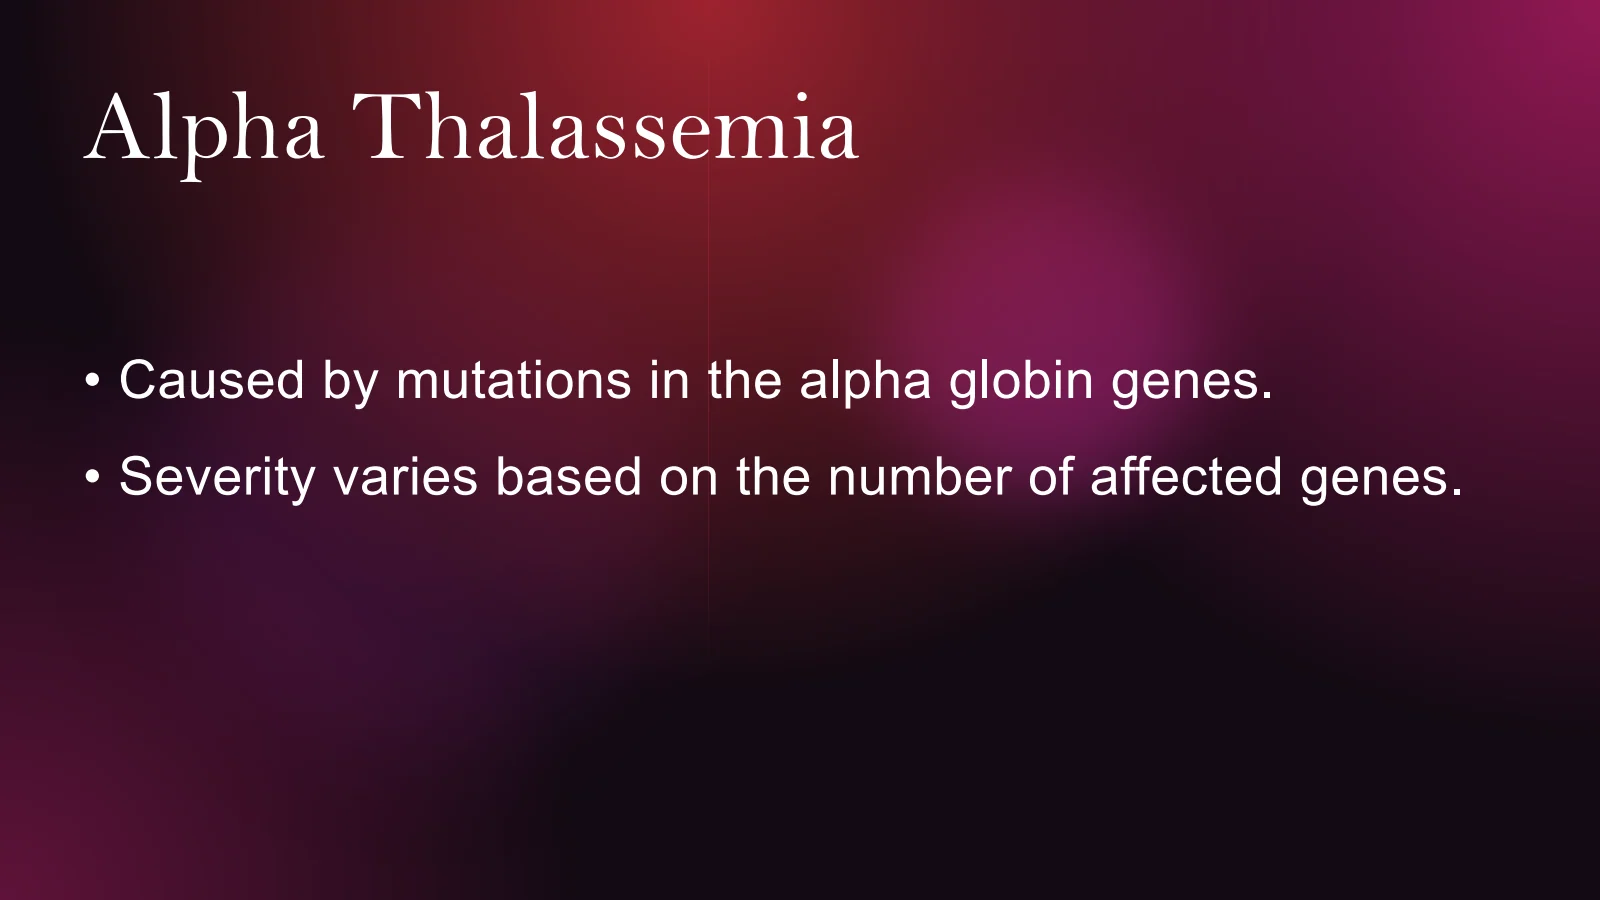 Alpha Thalassemia
• Caused by mutations in the alpha globin genes.
• Severity varies based on the number of affected genes.